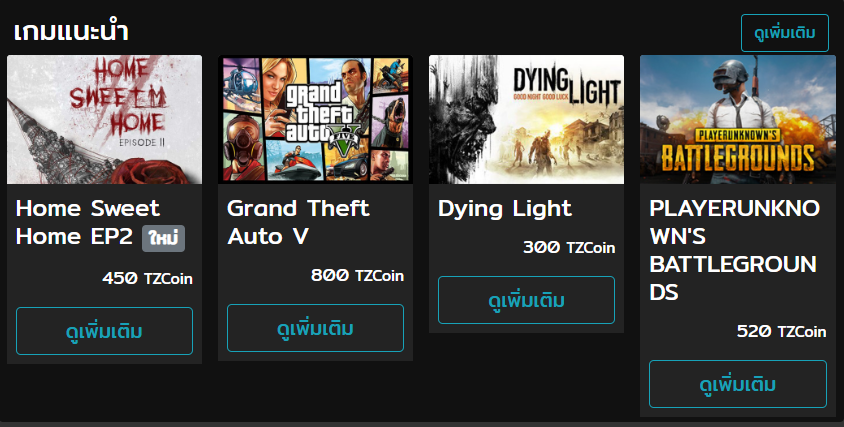 เกมแนะนำ
ดูเพิ่มเติม
HOME
SWEET
HOME
EPISODE II
grand
theft
auto
V
DYING LIGHT
GOOD NIGHT GOOD LUCK
PLAYERUNKNOWN'S
BATTLEGROUNDS
Home Sweet
Home EP2 ใหม่
450 TZCoin
ดูเพิ่มเติม
Grand Theft
Auto V
800 TZCoin
ดูเพิ่มเติม
Dying Light
300 TZCoin
ดูเพิ่มเติม
PLAYERUNKNO
WN'S
BATTLEGROUN
DS
520 TZCoin
ดูเพิ่มเติม